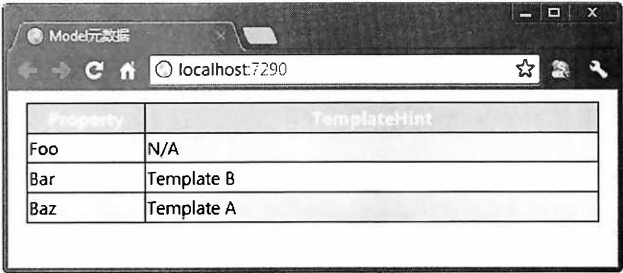 Model元数据
localhost:7290
Property TemplateHint
Foo N/A
Bar Template B
Baz Template A